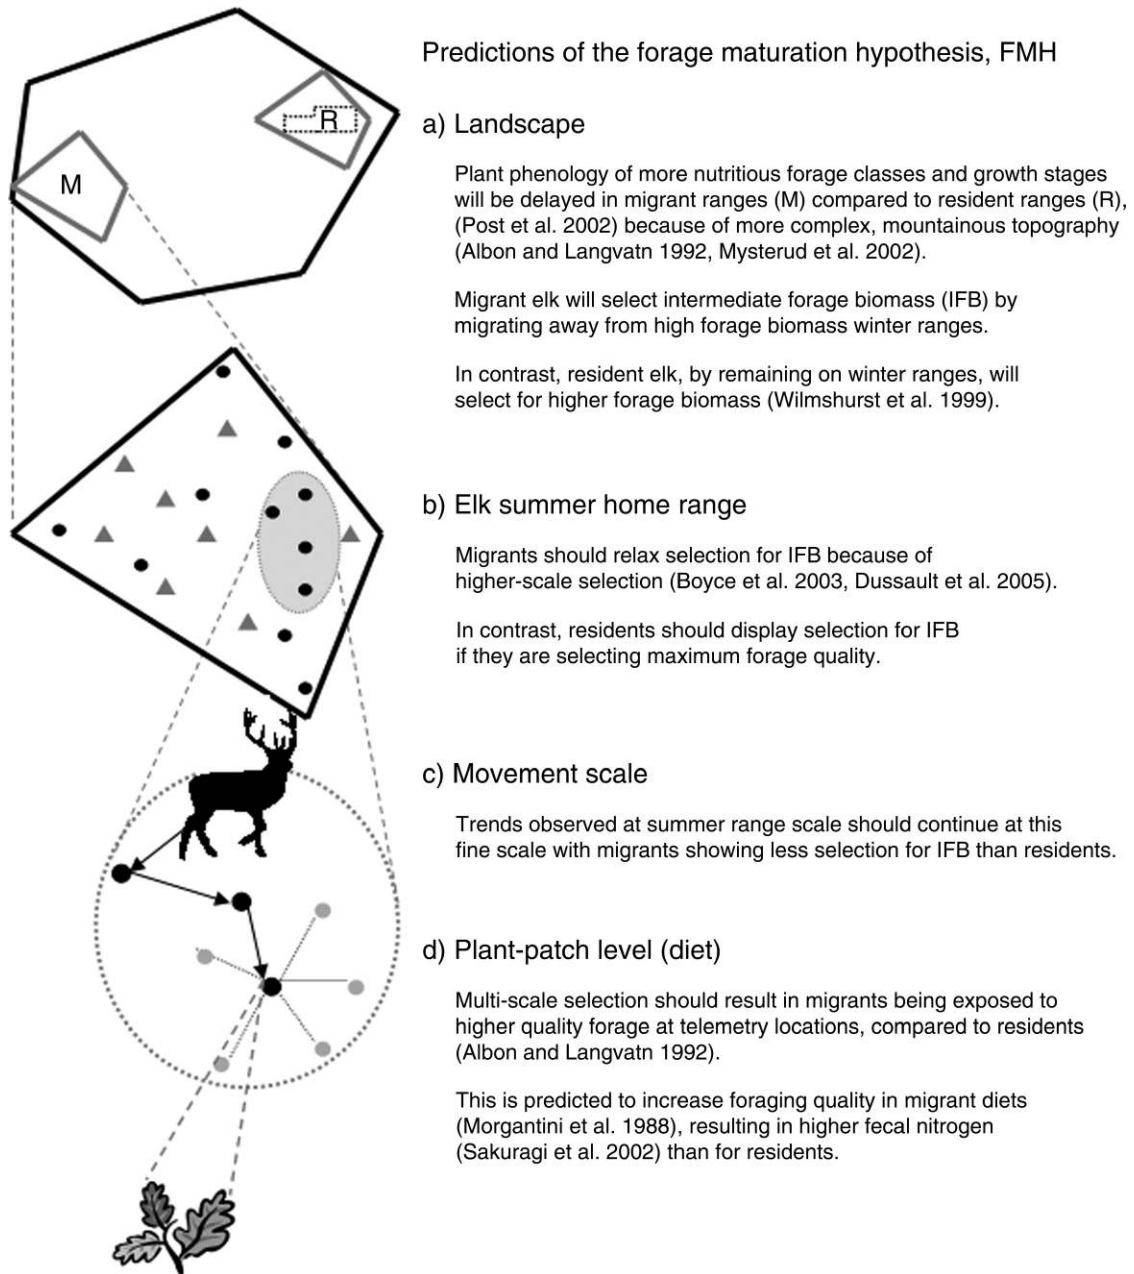 Predictions of the forage maturation hypothesis, FMH
R
M
a) Landscape
Plant phenology of more nutritious forage classes and growth stages
will be delayed in migrant ranges (M) compared to resident ranges (R),
(Post et al. 2002) because of more complex, mountainous topography
(Albon and Langvatn 1992, Mysterud et al. 2002).
Migrant elk will select intermediate forage biomass (IFB) by
migrating away from high forage biomass winter ranges.
In contrast, resident elk, by remaining on winter ranges, will
select for higher forage biomass (Wilmshurst et al. 1999).
b) Elk summer home range
Migrants should relax selection for IFB because of
higher-scale selection (Boyce et al. 2003, Dussault et al. 2005).
In contrast, residents should display selection for IFB
if they are selecting maximum forage quality.
c) Movement scale
Trends observed at summer range scale should continue at this
fine scale with migrants showing less selection for IFB than residents.
d) Plant-patch level (diet)
Multi-scale selection should result in migrants being exposed to
higher quality forage at telemetry locations, compared to residents
(Albon and Langvatn 1992).
This is predicted to increase foraging quality in migrant diets
(Morgantini et al. 1988), resulting in higher fecal nitrogen
(Sakuragi et al. 2002) than for residents.